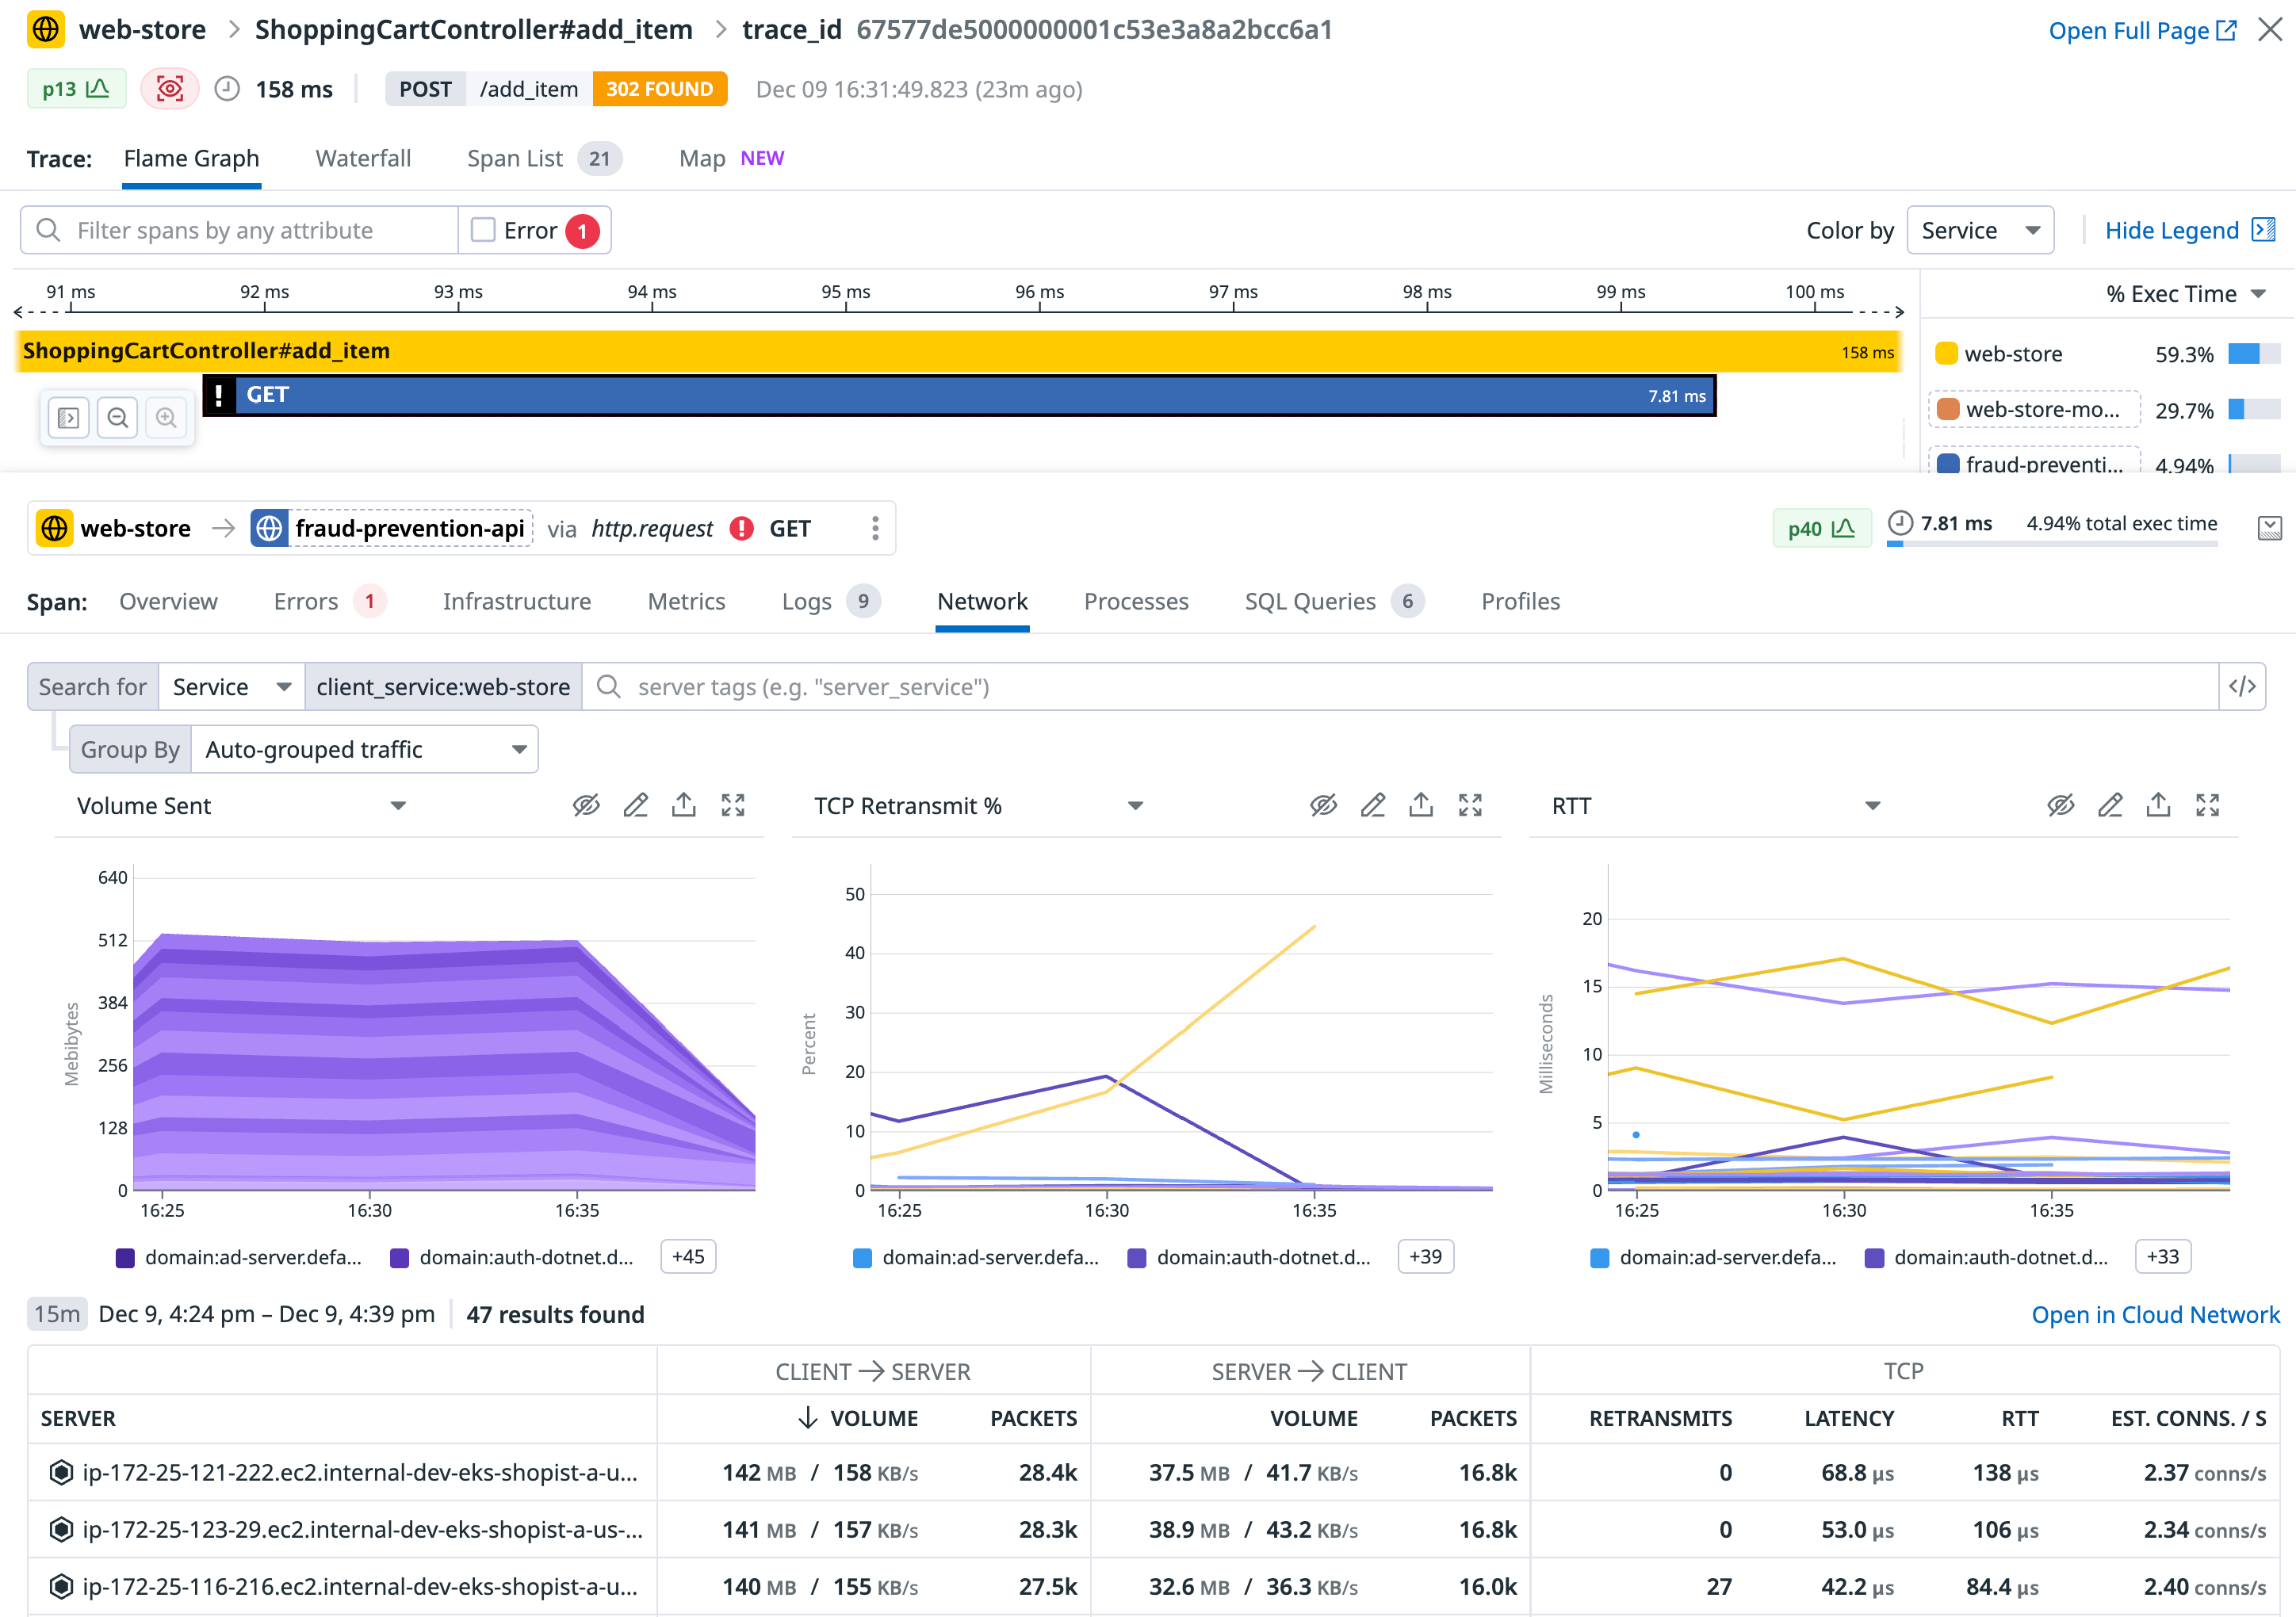 web-store > ShoppingCartController#add_item > trace_id 67577de5000000001c53e3a8a2bcc6a1
Open Full Page
p13 158 ms POST /add_item 302 FOUND Dec 09 16:31:49.823 (23m ago)
Trace: Flame Graph Waterfall Span List 21 Map NEW
Filter spans by any attribute Error 1
Color by Service Hide Legend
91 ms 92 ms 93 ms 94 ms 95 ms 96 ms 97 ms 98 ms 99 ms 100 ms
% Exec Time
ShoppingCartController#add_item 158 ms
web-store 59.3%
! GET 7.81 ms
web-store-mo... 29.7%
fraud-preventi... 4.94%
web-store → fraud-prevention-api via http.request ! GET
p40 7.81 ms 4.94% total exec time
Span: Overview Errors 1 Infrastructure Metrics Logs 9 Network Processes SQL Queries 6 Profiles
Search for Service client_service:web-store server tags (e.g. "server_service") </>
Group By Auto-grouped traffic
Volume Sent
Mebibytes
640
512
384
256
128
0
16:25 16:30 16:35
domain:ad-server.defa... domain:auth-dotnet.d... +45
TCP Retransmit %
Percent
50
40
30
20
10
0
16:25 16:30 16:35
domain:ad-server.defa... domain:auth-dotnet.d... +39
RTT
Milliseconds
20
15
10
5
0
16:25 16:30 16:35
domain:ad-server.defa... domain:auth-dotnet.d... +33
15m Dec 9, 4:24 pm – Dec 9, 4:39 pm 47 results found
Open in Cloud Network
CLIENT → SERVER SERVER → CLIENT TCP
SERVER ↓ VOLUME PACKETS VOLUME PACKETS RETRANSMITS LATENCY RTT EST. CONNS. / S
ip-172-25-121-222.ec2.internal-dev-eks-shopist-a-u... 142 MB / 158 KB/s 28.4k 37.5 MB / 41.7 KB/s 16.8k 0 68.8 µs 138 µs 2.37 conns/s
ip-172-25-123-29.ec2.internal-dev-eks-shopist-a-us-... 141 MB / 157 KB/s 28.3k 38.9 MB / 43.2 KB/s 16.8k 0 53.0 µs 106 µs 2.34 conns/s
ip-172-25-116-216.ec2.internal-dev-eks-shopist-a-u... 140 MB / 155 KB/s 27.5k 32.6 MB / 36.3 KB/s 16.0k 27 42.2 µs 84.4 µs 2.40 conns/s